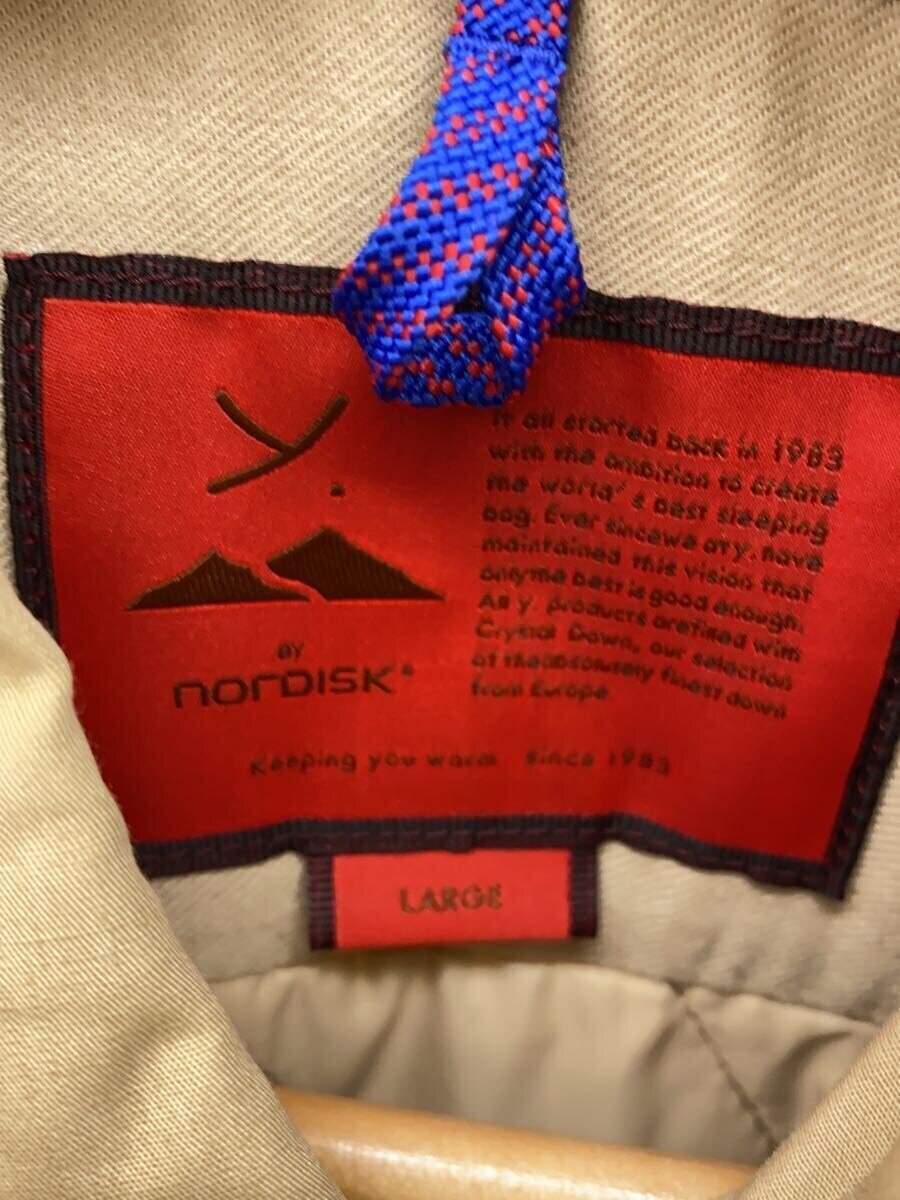 y.
BY
NORDISK®
It all started back in 1983
with the ambition to create
the world's best sleeping
bag. Ever since we at y. have
maintained this vision that
only the best is good enough.
All y. products are fined with
Crystal Down, our selection
of the absolutely finest down
from Europe
Keeping you warm since 1983
LARGE